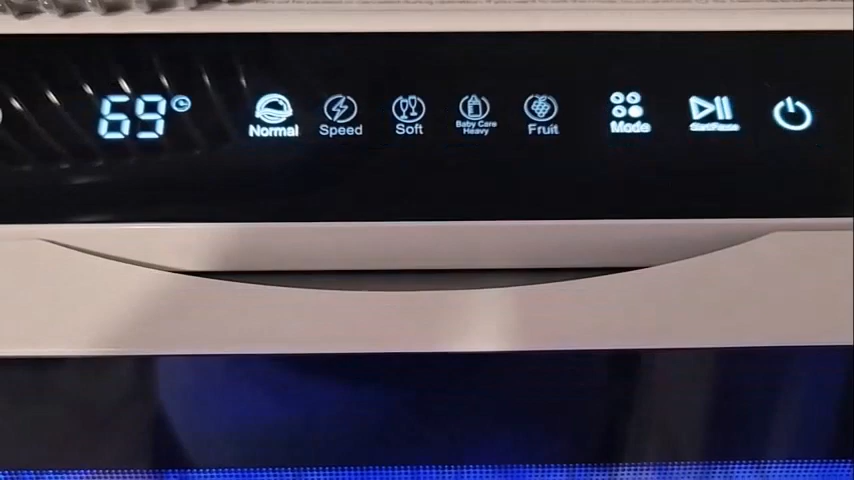 69
Normal
Speed
Soft
Baby Care
Heavy
Fruit
Mode
Start/Pause